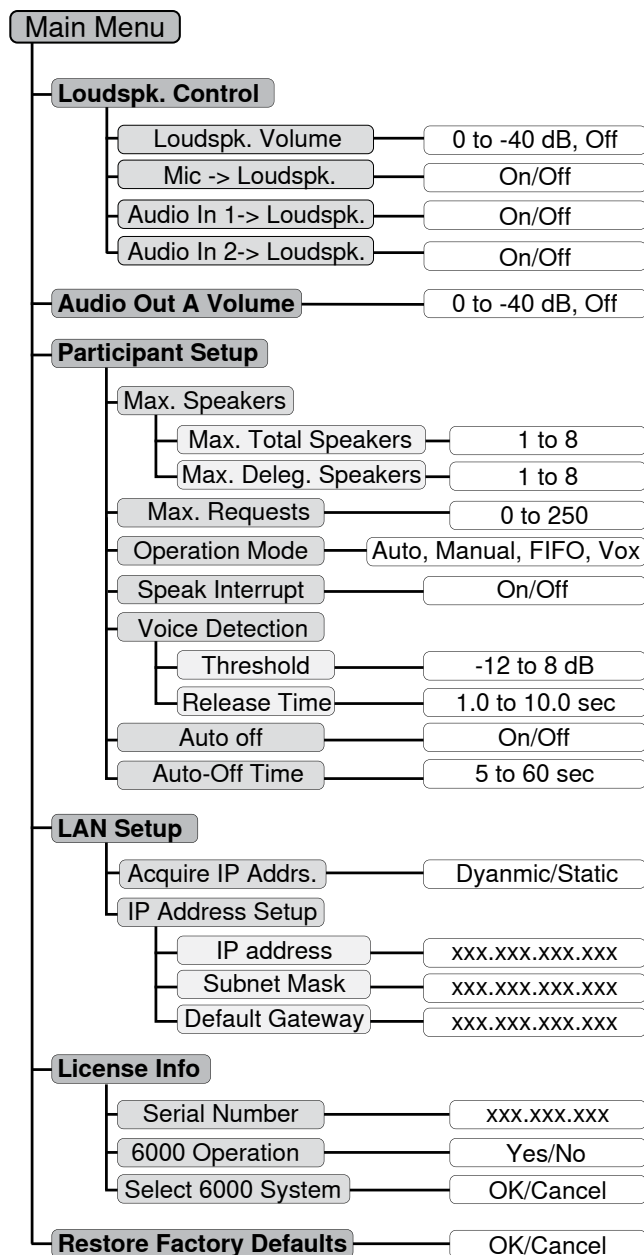 Main Menu
Loudspk. Control
Loudspk. Volume 0 to -40 dB, Off
Mic -> Loudspk. On/Off
Audio In 1-> Loudspk. On/Off
Audio In 2-> Loudspk. On/Off
Audio Out A Volume 0 to -40 dB, Off
Participant Setup
Max. Speakers
Max. Total Speakers 1 to 8
Max. Deleg. Speakers 1 to 8
Max. Requests 0 to 250
Operation Mode Auto, Manual, FIFO, Vox
Speak Interrupt On/Off
Voice Detection
Threshold -12 to 8 dB
Release Time 1.0 to 10.0 sec
Auto off On/Off
Auto-Off Time 5 to 60 sec
LAN Setup
Acquire IP Addrs. Dyanmic/Static
IP Address Setup
IP address xxx.xxx.xxx.xxx
Subnet Mask xxx.xxx.xxx.xxx
Default Gateway xxx.xxx.xxx.xxx
License Info
Serial Number xxx.xxx.xxx
6000 Operation Yes/No
Select 6000 System OK/Cancel
Restore Factory Defaults OK/Cancel